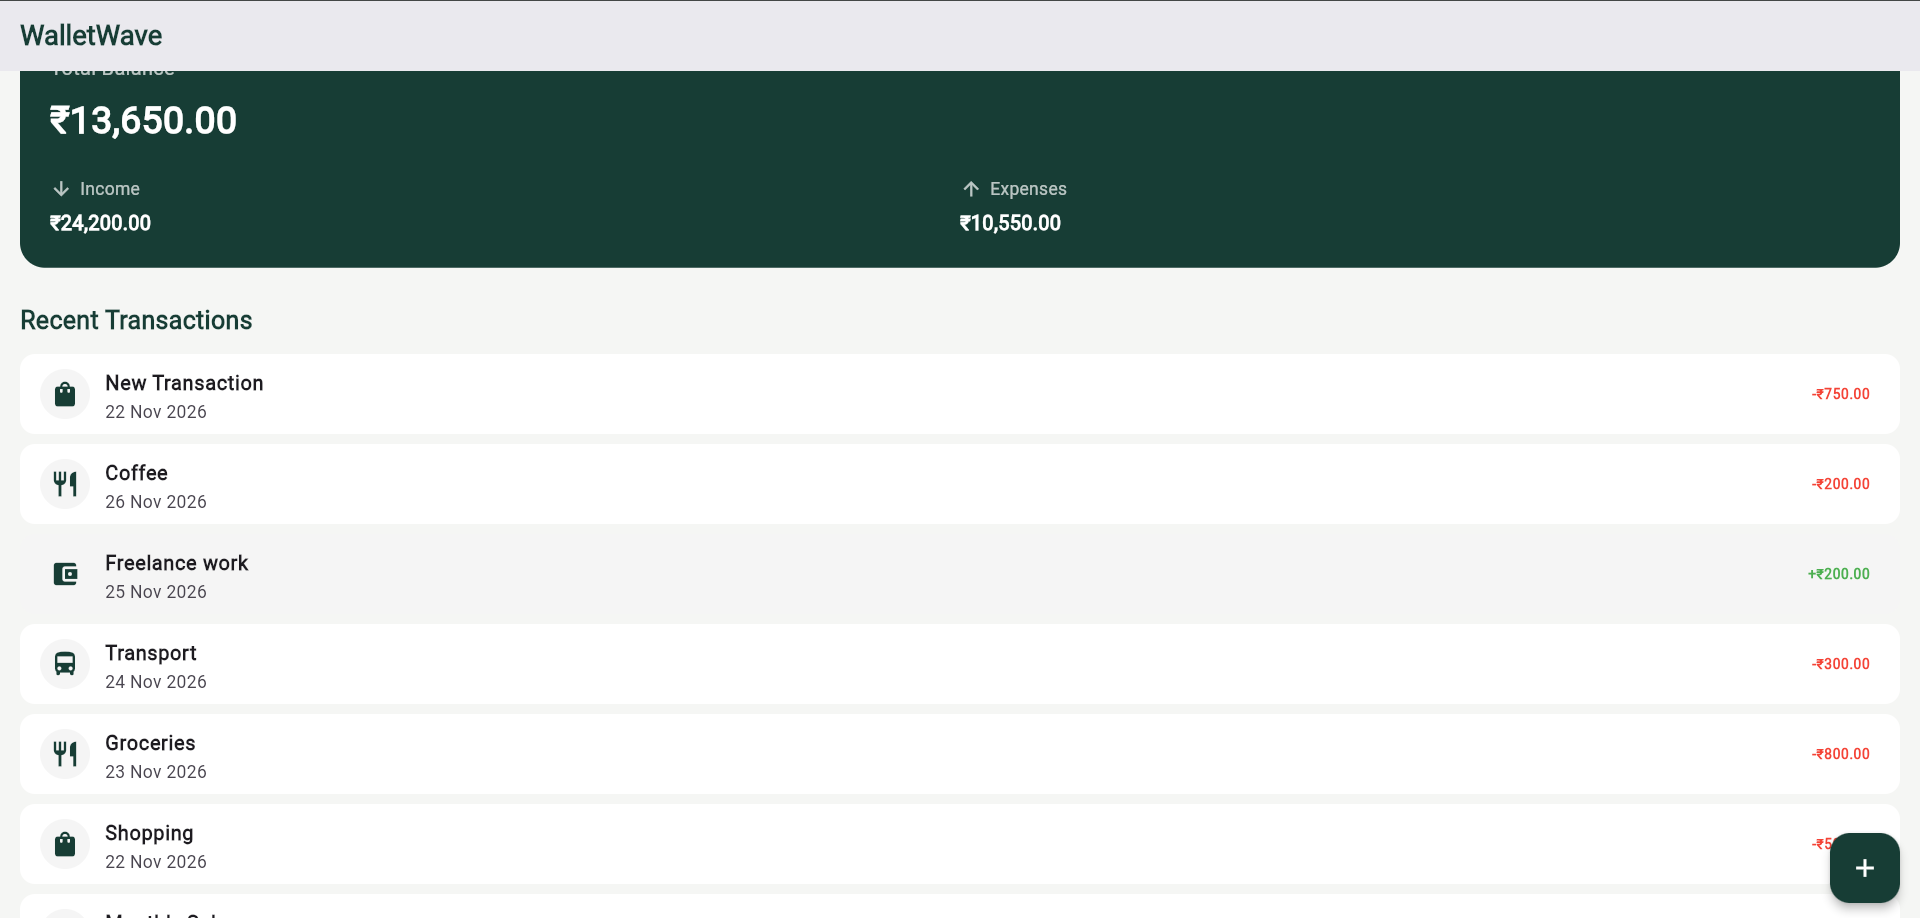 WalletWave
Total Balance
₹13,650.00
Income
Expenses
₹24,200.00
₹10,550.00
Recent Transactions
New Transaction
22 Nov 2026
-₹750.00
Coffee
26 Nov 2026
-₹200.00
Freelance work
25 Nov 2026
+₹200.00
Transport
24 Nov 2026
-₹300.00
Groceries
23 Nov 2026
-₹800.00
Shopping
22 Nov 2026